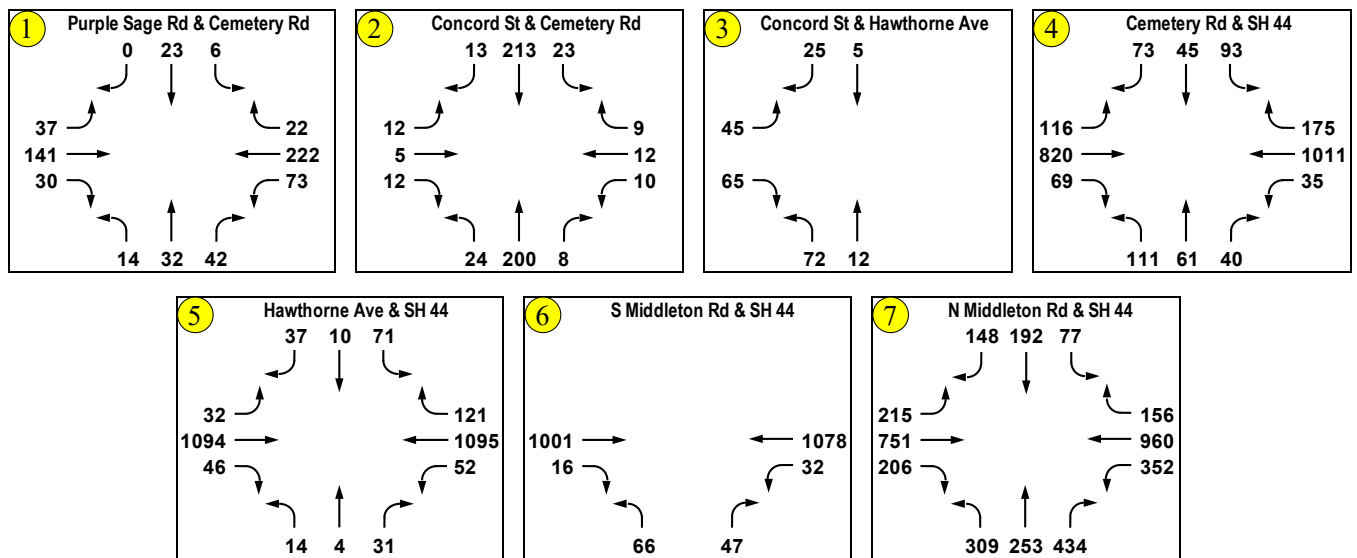 1 Purple Sage Rd & Cemetery Rd
0 23 6
37 22
141 222
30 73
14 32 42
2 Concord St & Cemetery Rd
13 213 23
12 9
5 12
12 10
24 200 8
3 Concord St & Hawthorne Ave
25 5
45
65
72 12
4 Cemetery Rd & SH 44
73 45 93
116 175
820 1011
69 35
111 61 40
5 Hawthorne Ave & SH 44
37 10 71
32 121
1094 1095
46 52
14 4 31
6 S Middleton Rd & SH 44
1001 1078
16 32
66 47
7 N Middleton Rd & SH 44
148 192 77
215 156
751 960
206 352
309 253 434